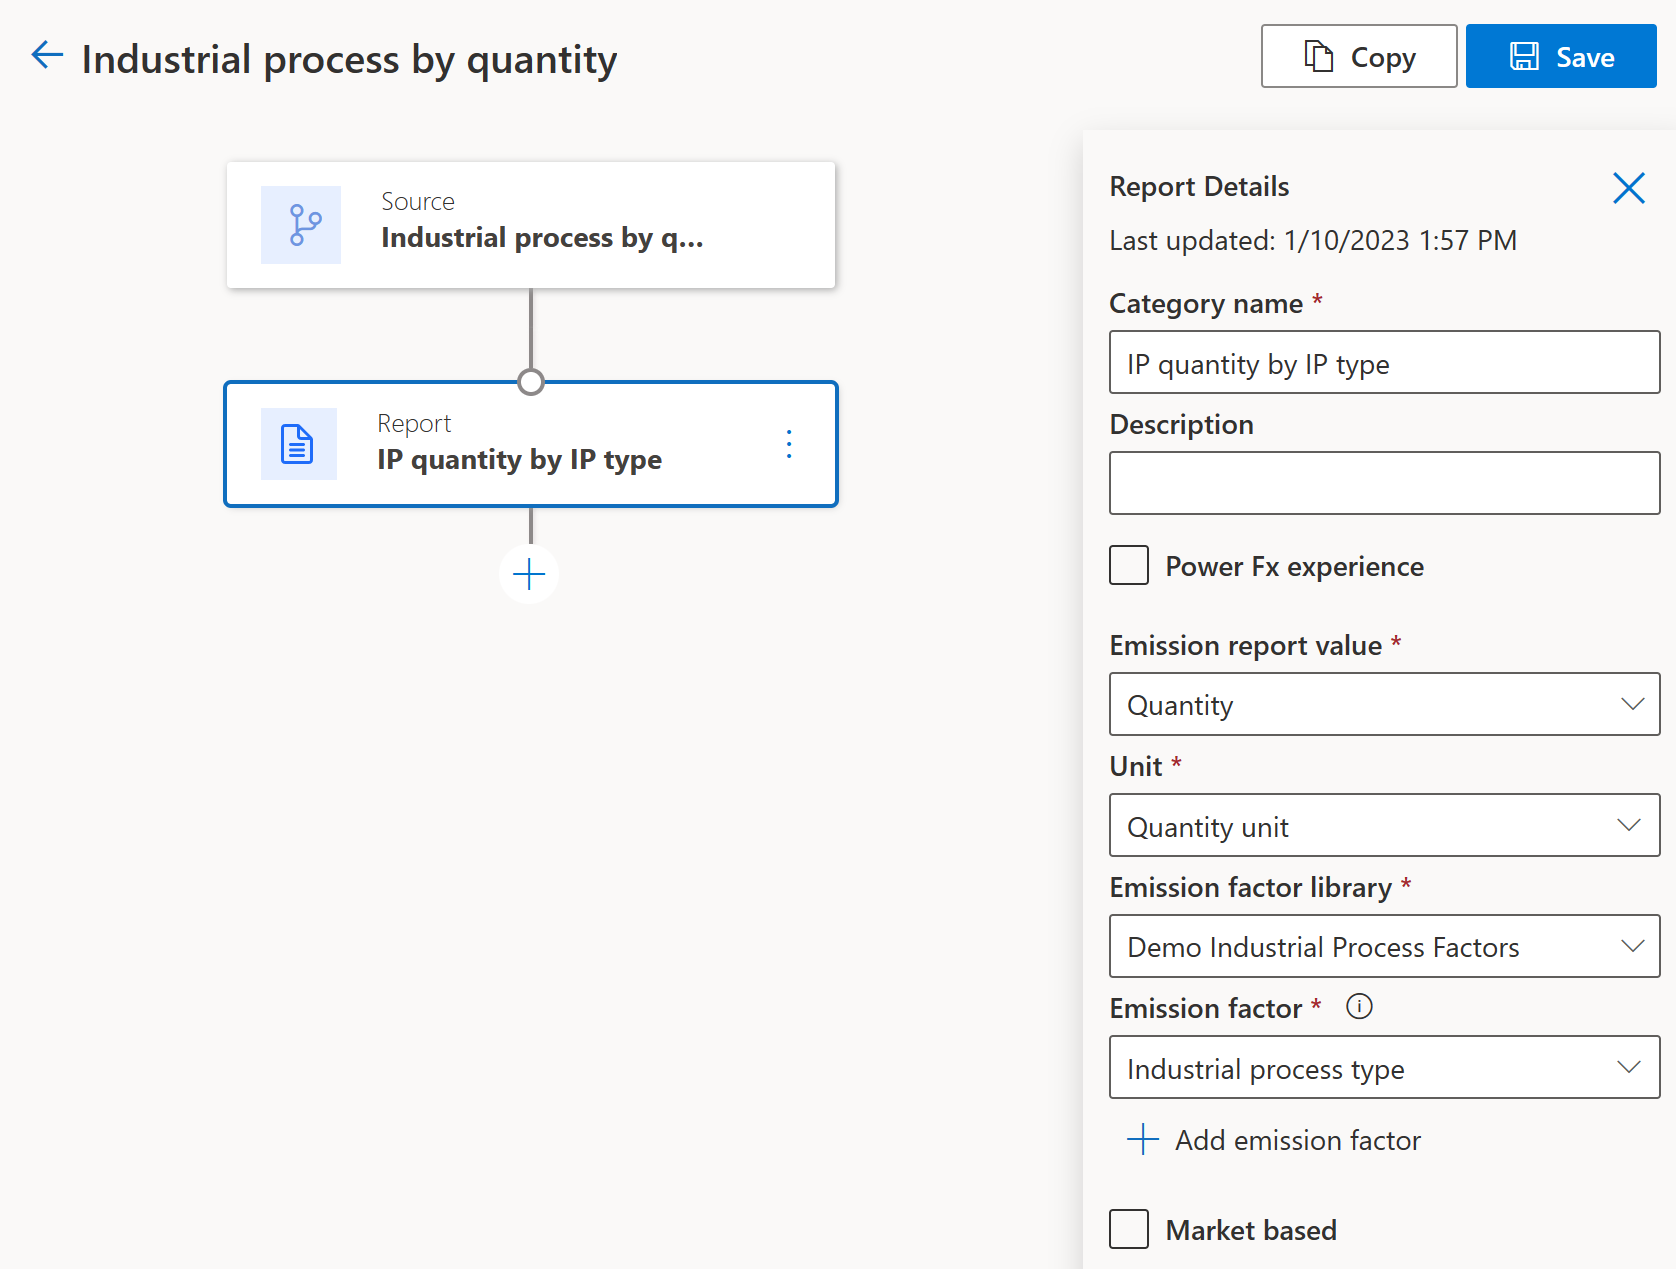 Industrial process by quantity
Copy
Save
Source
Industrial process by q...
Report
IP quantity by IP type
Report Details
Last updated: 1/10/2023 1:57 PM
Category name *
IP quantity by IP type
Description
Power Fx experience
Emission report value *
Quantity
Unit *
Quantity unit
Emission factor library *
Demo Industrial Process Factors
Emission factor *
Industrial process type
Add emission factor
Market based